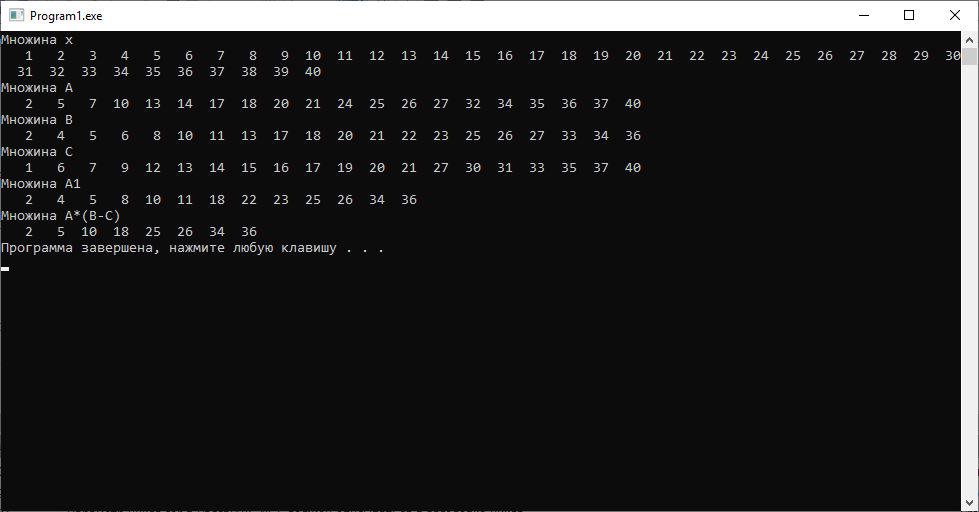 Program1.exe
Множина x
1 2 3 4 5 6 7 8 9 10 11 12 13 14 15 16 17 18 19 20 21 22 23 24 25 26 27 28 29 30
31 32 33 34 35 36 37 38 39 40
Множина A
2 5 7 10 13 14 17 18 20 21 24 25 26 27 32 34 35 36 37 40
Множина B
2 4 5 6 8 10 11 13 17 18 20 21 22 23 25 26 27 33 34 36
Множина C
1 6 7 9 12 13 14 15 16 17 19 20 21 27 30 31 33 35 37 40
Множина A1
2 4 5 8 10 11 18 22 23 25 26 34 36
Множина A*(B-C)
2 5 10 18 25 26 34 36
Программа завершена, нажмите любую клавишу . . .